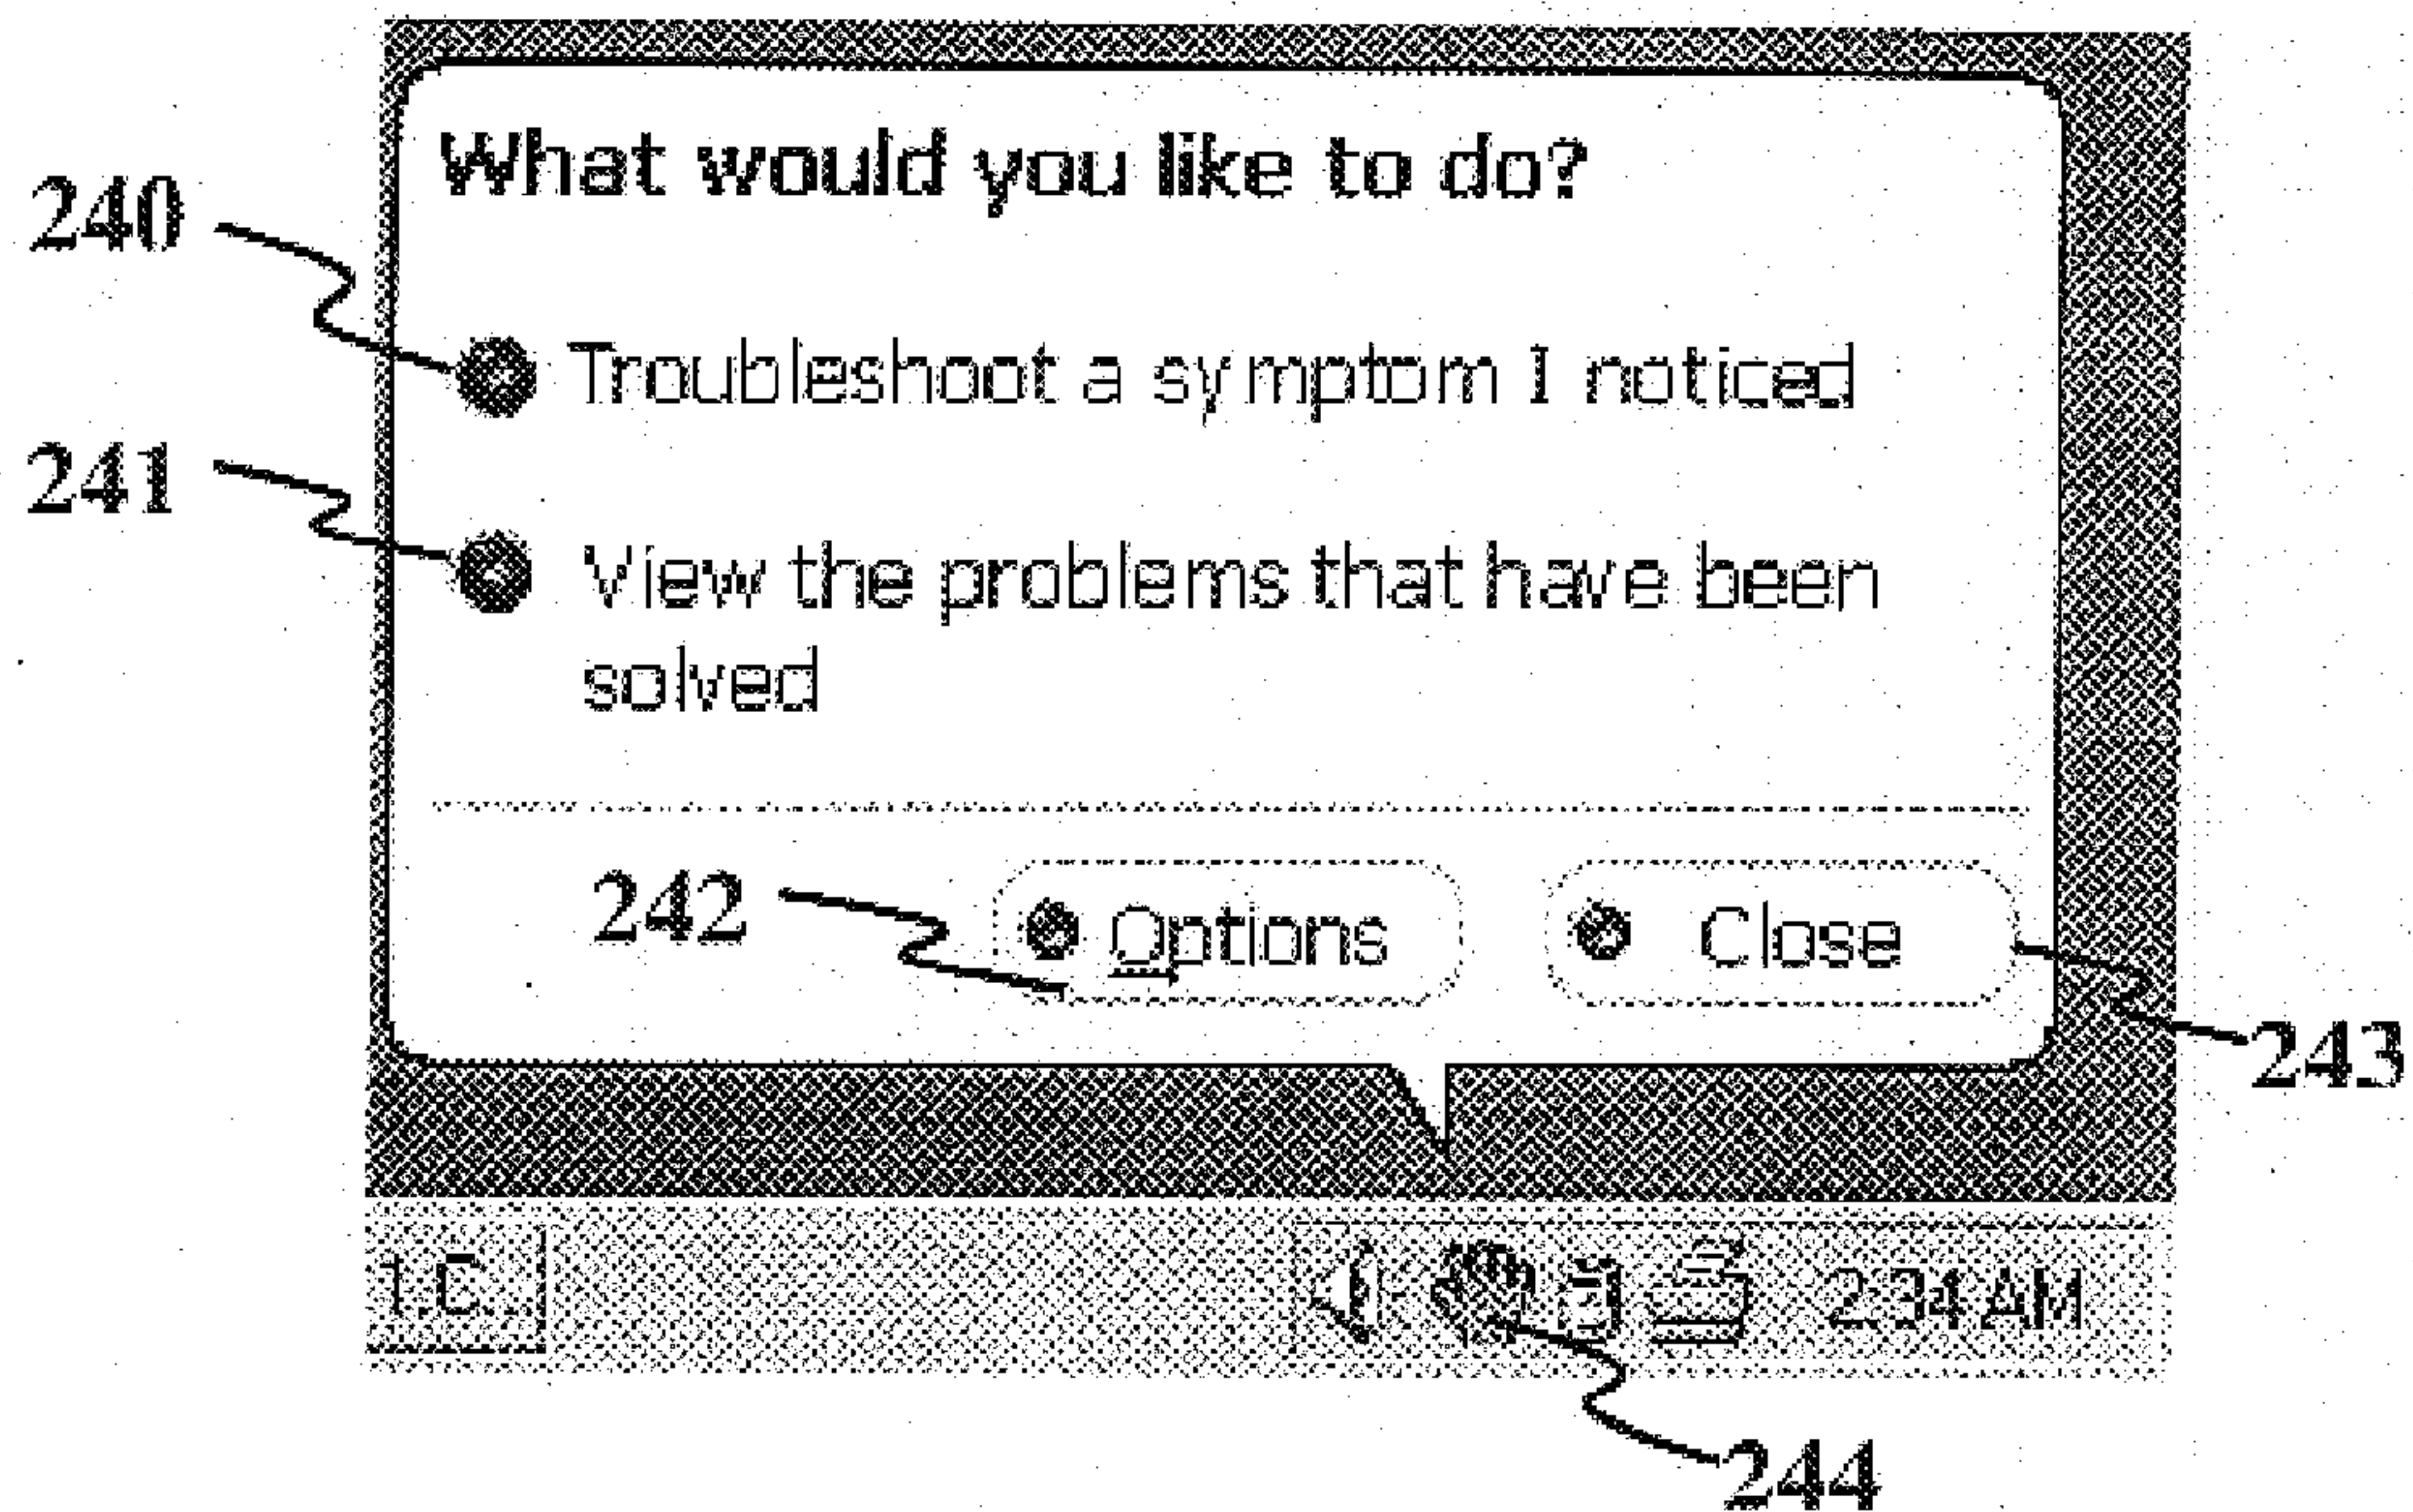 What would you like to do?
240
Troubleshoot a symptom I noticed
241
View the problems that have been
solved
242
Options
Close
243
2:34 AM
244